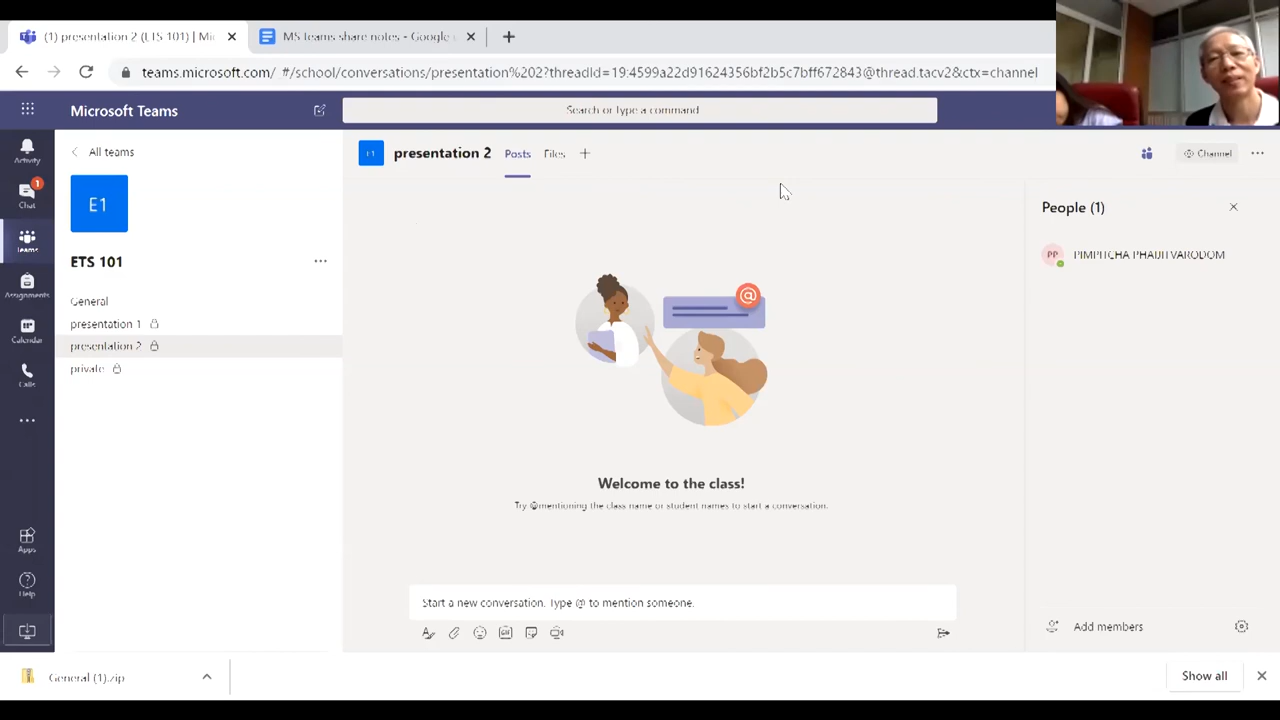 (1) presentation 2 (ETS 101) | Mi
MS teams share notes - Google
teams.microsoft.com/_#/school/conversations/presentation%202?threadId=19:4599a22d91624356bf2b5c7bff672843@thread.tacv2&ctx=channel
Microsoft Teams
Search or type a command
Activity
Chat
1
Teams
Assignments
Calendar
Calls
Apps
Help
All teams
E1
ETS 101
General
presentation 1
presentation 2
private
E1
presentation 2
Posts
Files
Channel
People (1)
PP
PIMPITCHA PHAIJITVARODOM
@
Welcome to the class!
Try @mentioning the class name or student names to start a conversation.
Start a new conversation. Type @ to mention someone.
GIF
Add members
General (1).zip
Show all